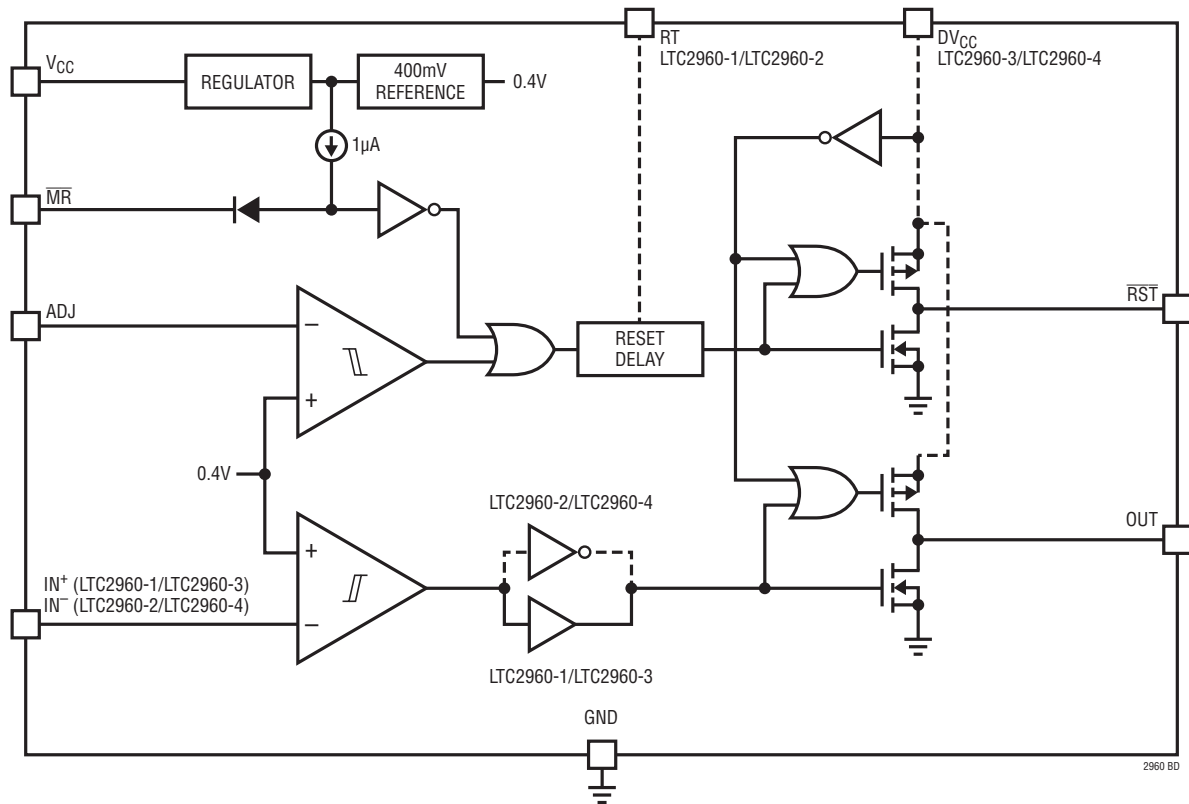 RT
LTC2960-1/LTC2960-2
DVCC
LTC2960-3/LTC2960-4
VCC
REGULATOR
400mV
REFERENCE
0.4V
1µA
MR
ADJ
−
+
RESET
DELAY
RST
0.4V
LTC2960-2/LTC2960-4
OUT
+
−
IN+ (LTC2960-1/LTC2960-3)
IN− (LTC2960-2/LTC2960-4)
LTC2960-1/LTC2960-3
GND
2960 BD